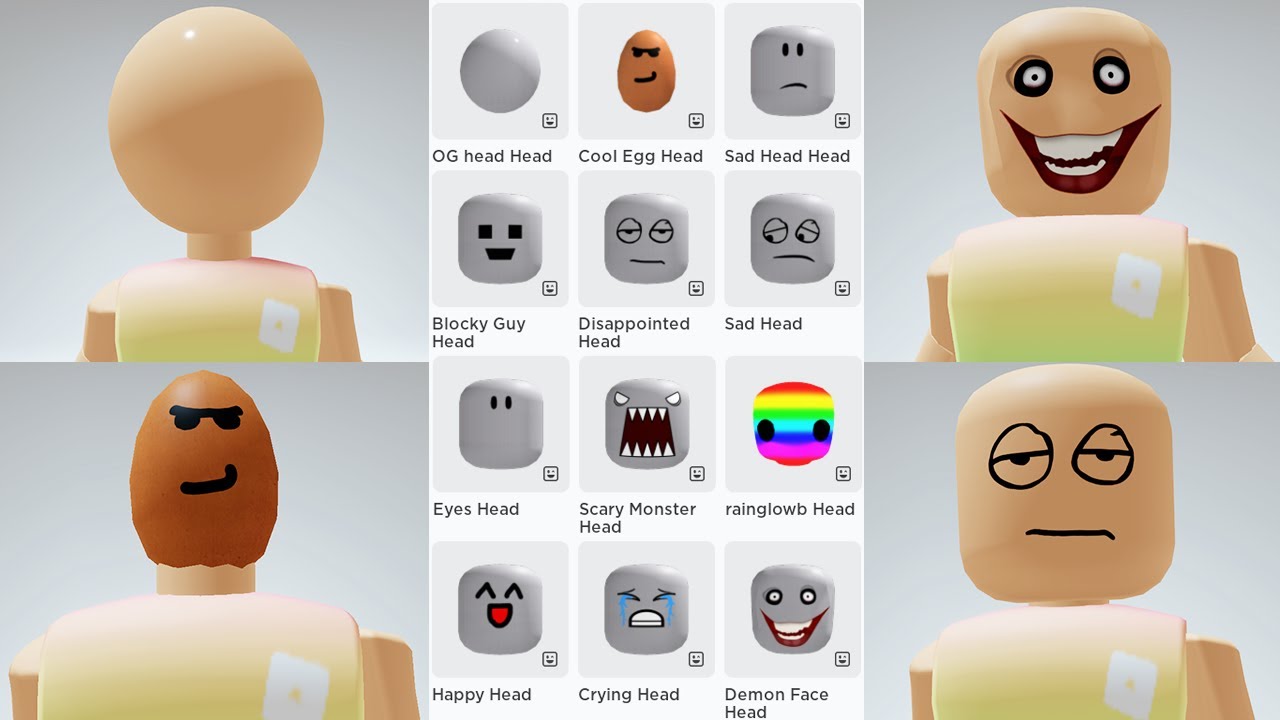 OG head Head
Cool Egg Head
Sad Head Head
Blocky Guy
Head
Disappointed
Head
Sad Head
Eyes Head
Scary Monster
Head
rainglowb Head
Happy Head
Crying Head
Demon Face
Head